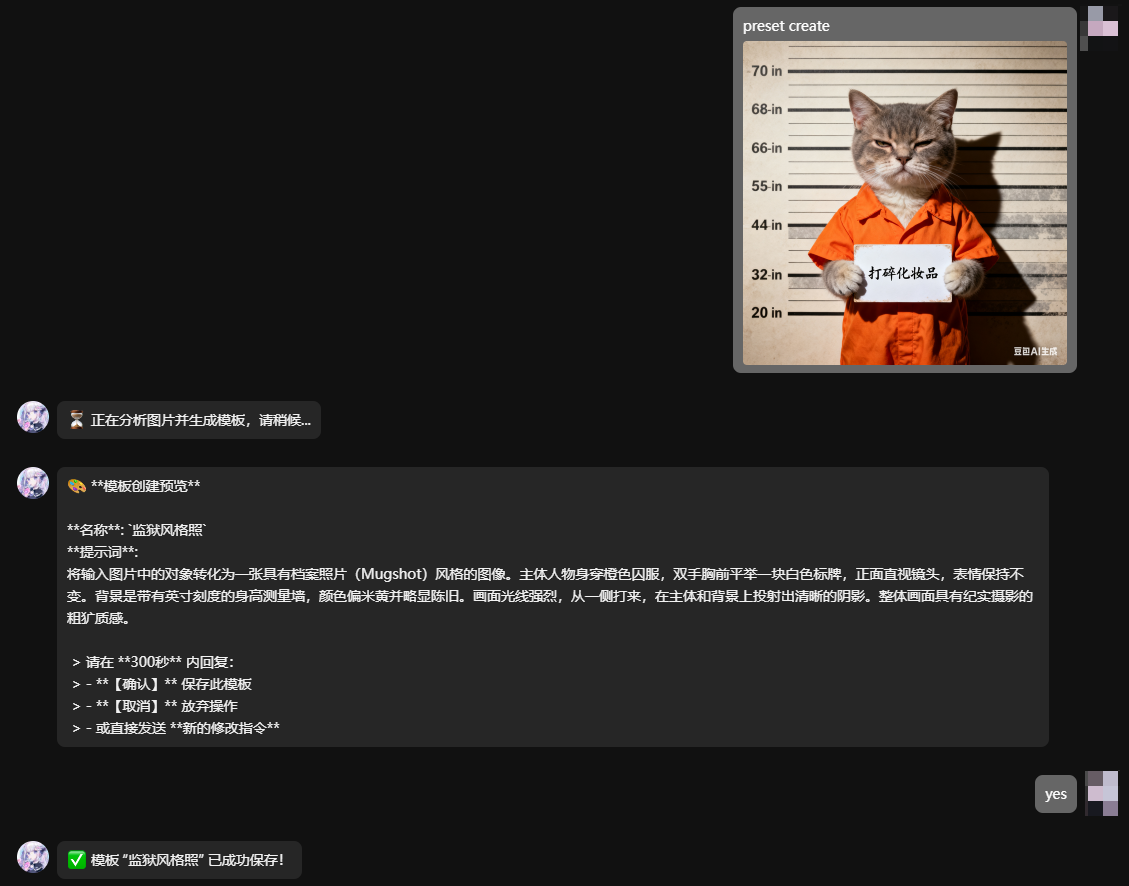 preset create
70 in
68-in
66-in
55-in
44-in
32-in
20 in
打碎化妆品
豆包AI生成
正在分析图片并生成模板，请稍候...
**模板创建预览**
**名称**: `监狱风格照`
**提示词**:
将输入图片中的对象转化为一张具有档案照片（Mugshot）风格的图像。主体人物身穿橙色囚服，双手胸前平举一块白色标牌，正面直视镜头，表情保持不
变。背景是带有英寸刻度的身高测量墙，颜色偏米黄并略显陈旧。画面光线强烈，从一侧打来，在主体和背景上投射出清晰的阴影。整体画面具有纪实摄影的
粗犷质感。
> 请在 **300秒** 内回复：
> - **【确认】** 保存此模板
> - **【取消】** 放弃操作
> - 或直接发送 **新的修改指令**
yes
模板 “监狱风格照” 已成功保存！